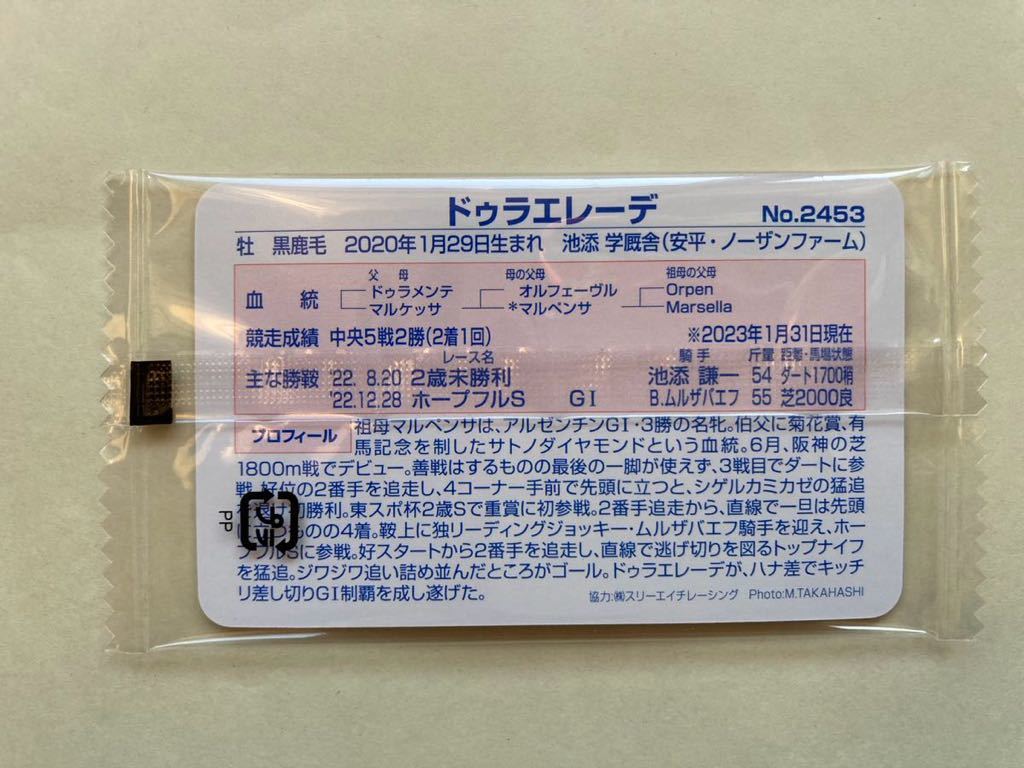 ドゥラエレーデ No.2453
牡 黒鹿毛 2020年1月29日生まれ 池添 学厩舎(安平・ノーザンファーム)
父 母 母の父母 祖母の父母
血 統 ドゥラメンテ オルフェーヴル Orpen
マルケッサ *マルペンサ Marsella
競走成績 中央5戦2勝(2着1回) ※2023年1月31日現在
レース名 騎手 斤量 距離・馬場状態
主な勝鞍 '22. 8.20 2歳未勝利 池添謙一 54 ダート1700稍
'22.12.28 ホープフルS GI B.ムルザバエフ 55 芝2000良
プロフィール 祖母マルペンサは、アルゼンチンGI・3勝の名牝。伯父に菊花賞、有
馬記念を制したサトノダイヤモンドという血統。6月、阪神の芝
1800m戦でデビュー。善戦はするものの最後の一脚が使えず、3戦目でダートに参
戦。好位の2番手を追走し、4コーナー手前で先頭に立つと、シゲルカミカゼの猛追
初勝利。東スポ杯2歳Sで重賞に初参戦。2番手追走から、直線で一旦は先頭
ものの4着。鞍上に独リーディングジョッキー・ムルザバエフ騎手を迎え、ホー
プフルSに参戦。好スタートから2番手を追走し、直線で逃げ切りを図るトップナイフ
を猛追。ジワジワ追い詰め並んだところがゴール。ドゥラエレーデが、ハナ差でキッチ
リ差し切りGI制覇を成し遂げた。
協力:㈱スリーエイチレーシング Photo:M.TAKAHASHI
プラ
PP